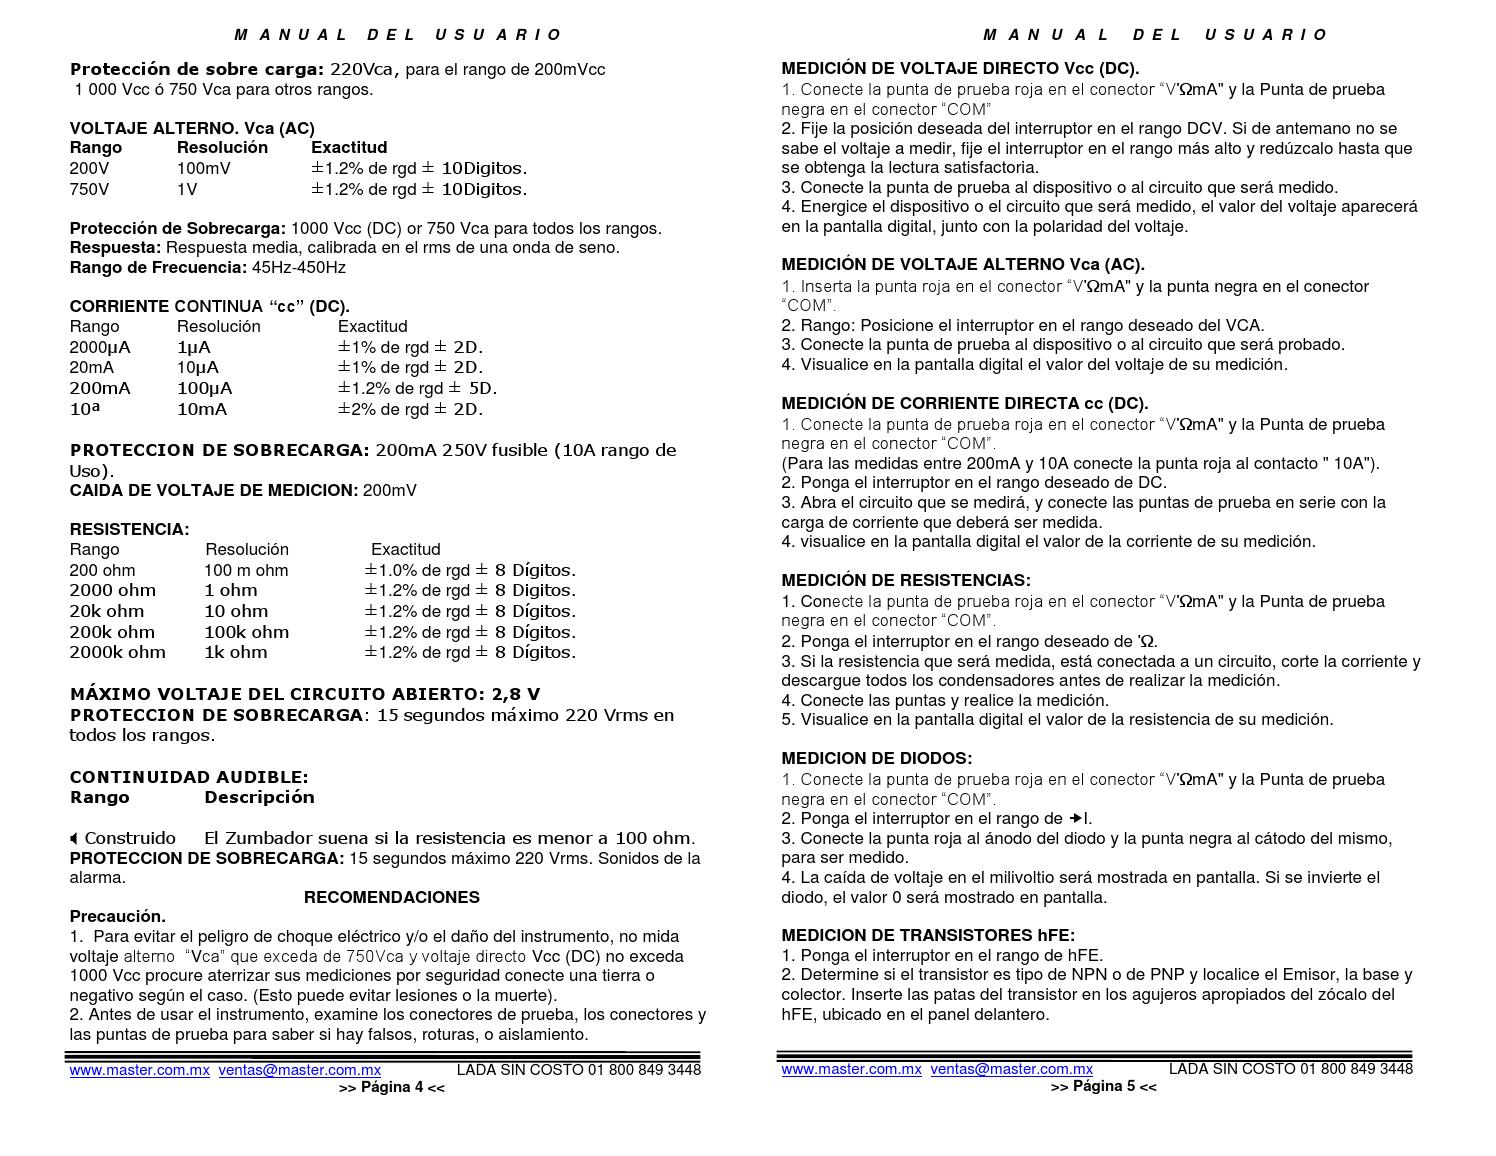 MANUAL DEL USUARIO
Protección de sobre carga: 220Vca, para el rango de 200mVcc
1 000 Vcc ó 750 Vca para otros rangos.
VOLTAJE ALTERNO. Vca (AC)
Rango Resolución Exactitud
200V 100mV ±1.2% de rgd ± 10Digitos.
750V 1V ±1.2% de rgd ± 10Digitos.
Protección de Sobrecarga: 1000 Vcc (DC) or 750 Vca para todos los rangos.
Respuesta: Respuesta media, calibrada en el rms de una onda de seno.
Rango de Frecuencia: 45Hz-450Hz
CORRIENTE CONTINUA “cc” (DC).
Rango Resolución Exactitud
2000µA 1µA ±1% de rgd ± 2D.
20mA 10µA ±1% de rgd ± 2D.
200mA 100µA ±1.2% de rgd ± 5D.
10ª 10mA ±2% de rgd ± 2D.
PROTECCION DE SOBRECARGA: 200mA 250V fusible (10A rango de
Uso).
CAIDA DE VOLTAJE DE MEDICION: 200mV
RESISTENCIA:
Rango Resolución Exactitud
200 ohm 100 m ohm ±1.0% de rgd ± 8 Dígitos.
2000 ohm 1 ohm ±1.2% de rgd ± 8 Dígitos.
20k ohm 10 ohm ±1.2% de rgd ± 8 Digitos.
200k ohm 100k ohm ±1.2% de rgd ± 8 Dígitos.
2000k ohm 1k ohm ±1.2% de rgd ± 8 Dígitos.
MÁXIMO VOLTAJE DEL CIRCUITO ABIERTO: 2,8 V
PROTECCION DE SOBRECARGA: 15 segundos máximo 220 Vrms en
todos los rangos.
CONTINUIDAD AUDIBLE:
Rango Descripción
Construido El Zumbador suena si la resistencia es menor a 100 ohm.
PROTECCION DE SOBRECARGA: 15 segundos máximo 220 Vrms. Sonidos de la
alarma.
RECOMENDACIONES
Precaución.
1. Para evitar el peligro de choque eléctrico y/o el daño del instrumento, no mida
voltaje alterno “Vca” que exceda de 750Vca y voltaje directo Vcc (DC) no exceda
1000 Vcc procure aterrizar sus mediciones por seguridad conecte una tierra o
negativo según el caso. (Esto puede evitar lesiones o la muerte).
2. Antes de usar el instrumento, examine los conectores de prueba, los conectores y
las puntas de prueba para saber si hay falsos, roturas, o aislamiento.
www.master.com.mx ventas@master.com.mx LADA SIN COSTO 01 800 849 3448
>> Página 4 <<
MANUAL DEL USUARIO
MEDICIÓN DE VOLTAJE DIRECTO Vcc (DC).
1. Conecte la punta de prueba roja en el conector “V'ΩmA" y la Punta de prueba
negra en el conector “COM”
2. Fije la posición deseada del interruptor en el rango DCV. Si de antemano no se
sabe el voltaje a medir, fije el interruptor en el rango más alto y redúzcalo hasta que
se obtenga la lectura satisfactoria.
3. Conecte la punta de prueba al dispositivo o al circuito que será medido.
4. Energice el dispositivo o el circuito que será medido, el valor del voltaje aparecerá
en la pantalla digital, junto con la polaridad del voltaje.
MEDICIÓN DE VOLTAJE ALTERNO Vca (AC).
1. Inserta la punta roja en el conector “V'ΩmA" y la punta negra en el conector
“COM”.
2. Rango: Posicione el interruptor en el rango deseado del VCA.
3. Conecte la punta de prueba al dispositivo o al circuito que será probado.
4. Visualice en la pantalla digital el valor del voltaje de su medición.
MEDICIÓN DE CORRIENTE DIRECTA cc (DC).
1. Conecte la punta de prueba roja en el conector “V'ΩmA" y la Punta de prueba
negra en el conector “COM”.
(Para las medidas entre 200mA y 10A conecte la punta roja al contacto " 10A").
2. Ponga el interruptor en el rango deseado de DC.
3. Abra el circuito que se medirá, y conecte las puntas de prueba en serie con la
carga de corriente que deberá ser medida.
4. visualice en la pantalla digital el valor de la corriente de su medición.
MEDICIÓN DE RESISTENCIAS:
1. Conecte la punta de prueba roja en el conector “V'ΩmA" y la Punta de prueba
negra en el conector “COM”.
2. Ponga el interruptor en el rango deseado de 'Ω.
3. Si la resistencia que será medida, está conectada a un circuito, corte la corriente y
descargue todos los condensadores antes de realizar la medición.
4. Conecte las puntas y realice la medición.
5. Visualice en la pantalla digital el valor de la resistencia de su medición.
MEDICION DE DIODOS:
1. Conecte la punta de prueba roja en el conector “V'ΩmA" y la Punta de prueba
negra en el conector “COM”.
2. Ponga el interruptor en el rango de ➔I.
3. Conecte la punta roja al ánodo del diodo y la punta negra al cátodo del mismo,
para ser medido.
4. La caída de voltaje en el milivoltio será mostrada en pantalla. Si se invierte el
diodo, el valor 0 será mostrado en pantalla.
MEDICION DE TRANSISTORES hFE:
1. Ponga el interruptor en el rango de hFE.
2. Determine si el transistor es tipo de NPN o de PNP y localice el Emisor, la base y
colector. Inserte las patas del transistor en los agujeros apropiados del zócalo del
hFE, ubicado en el panel delantero.
www.master.com.mx ventas@master.com.mx LADA SIN COSTO 01 800 849 3448
>> Página 5 <<